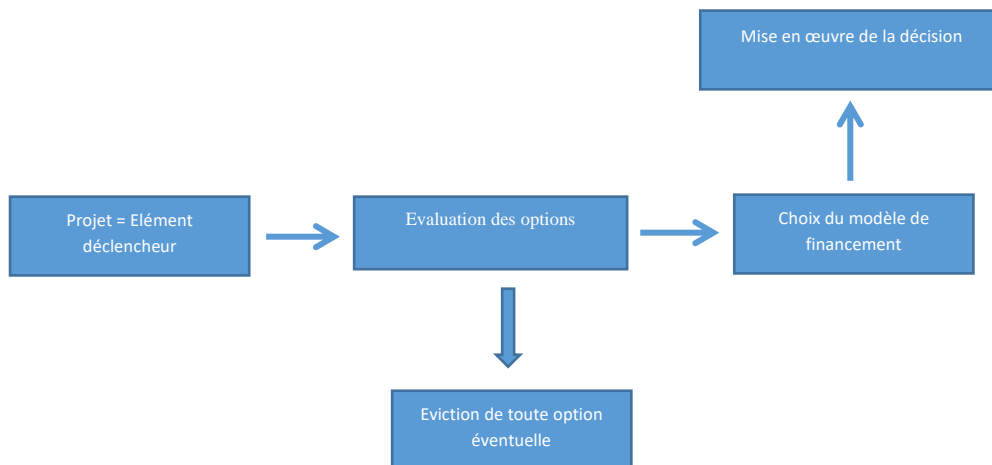 Mise en œuvre de la décision
Projet = Elément
déclencheur
Evaluation des options
Choix du modèle de
financement
Eviction de toute option
éventuelle